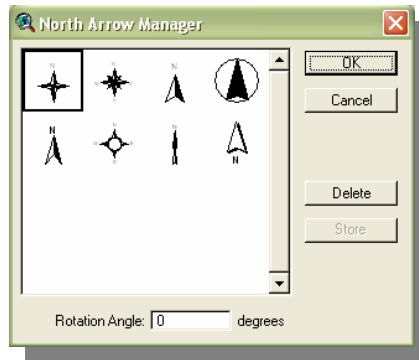 North Arrow Manager
OK
Cancel
N
N
Delete
Store
Rotation Angle: 0 degrees